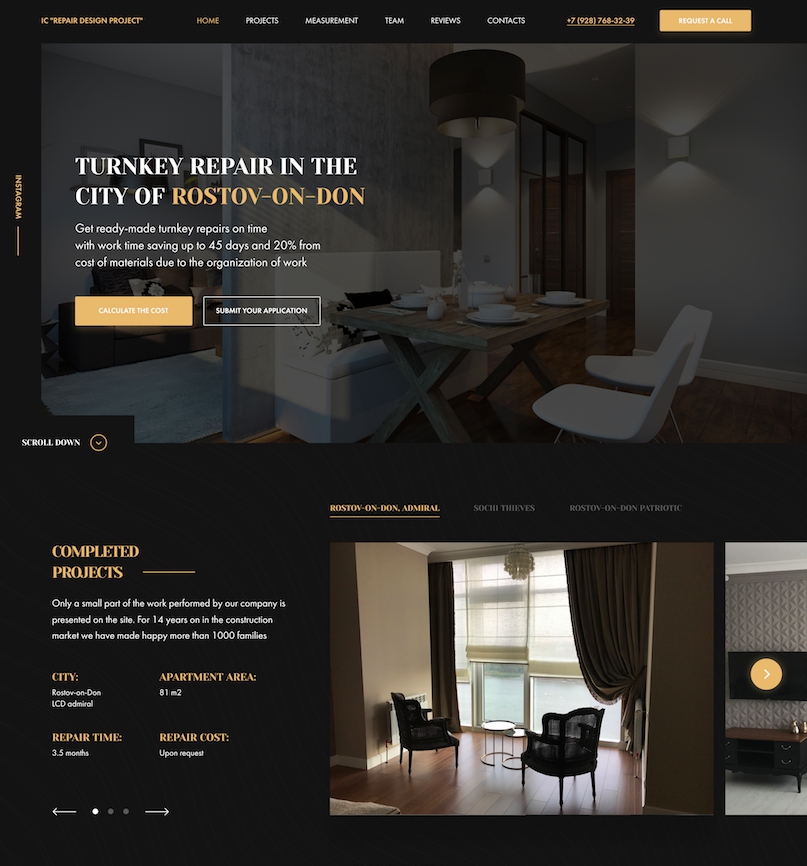 IC "REPAIR DESIGN PROJECT"
HOME
PROJECTS
MEASUREMENT
TEAM
REVIEWS
CONTACTS
+7 (928) 768-32-39
REQUEST A CALL
INSTAGRAM
TURNKEY REPAIR IN THE
CITY OF ROSTOV-ON-DON
Get ready-made turnkey repairs on time
with work time saving up to 45 days and 20% from
cost of materials due to the organization of work
CALCULATE THE COST
SUBMIT YOUR APPLICATION
SCROLL DOWN
ROSTOV-ON-DON, ADMIRAL
SOCHI THIEVES
ROSTOV-ON-DON PATRIOTIC
COMPLETED
PROJECTS
Only a small part of the work performed by our company is
presented on the site. For 14 years on in the construction
market we have made happy more than 1000 families
CITY:
Rostov-on-Don
LCD admiral
APARTMENT AREA:
81 m2
REPAIR TIME:
3.5 months
REPAIR COST:
Upon request